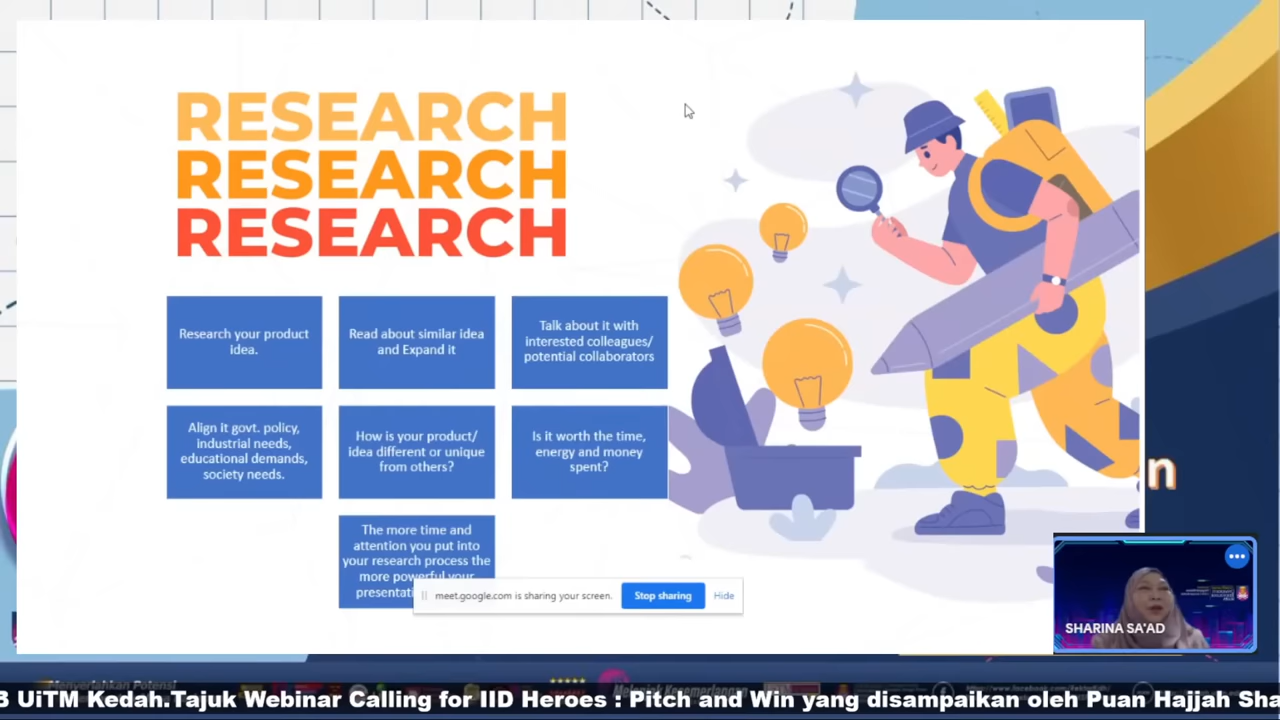 RESEARCH
RESEARCH
RESEARCH
Research your product
idea.
Read about similar idea
and Expand it
Talk about it with
interested colleagues/
potential collaborators
Align it govt. policy,
industrial needs,
educational demands,
society needs.
How is your product/
idea different or unique
from others?
Is it worth the time,
energy and money
spent?
The more time and
attention you put into
your research process the
more powerful your
meet.google.com is sharing your screen.
Stop sharing
Hide
n
SHARINA SA'AD
B UiTM Kedah.Tajuk Webinar Calling for IID Heroes : Pitch and Win yang disampaikan oleh Puan Hajjah Sha